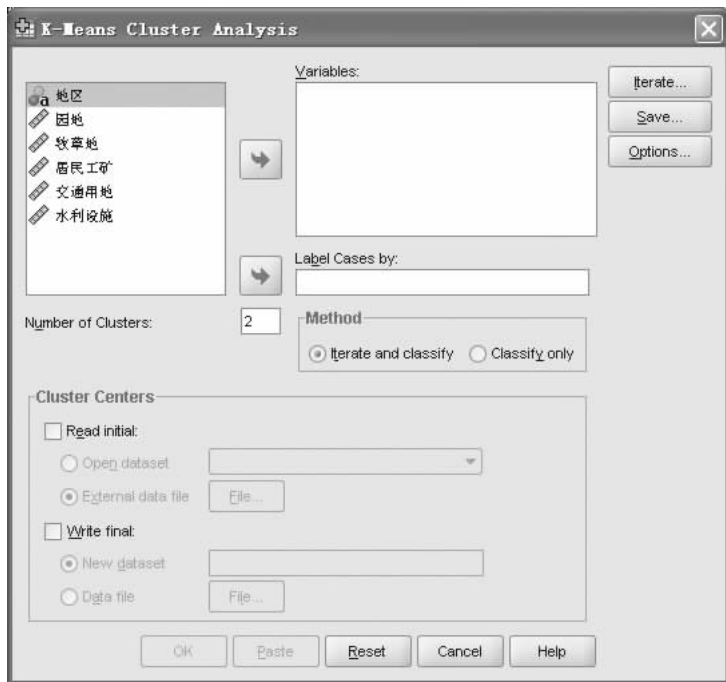 K-Means Cluster Analysis
地区
园地
牧草地
居民工矿
交通用地
水利设施
Variables:
Label Cases by:
Iterate...
Save...
Options...
Number of Clusters:
2
Method
Iterate and classify
Classify only
Cluster Centers
Read initial:
Open dataset
External data file
File...
Write final:
New dataset
Data file
File...
OK
Paste
Reset
Cancel
Help